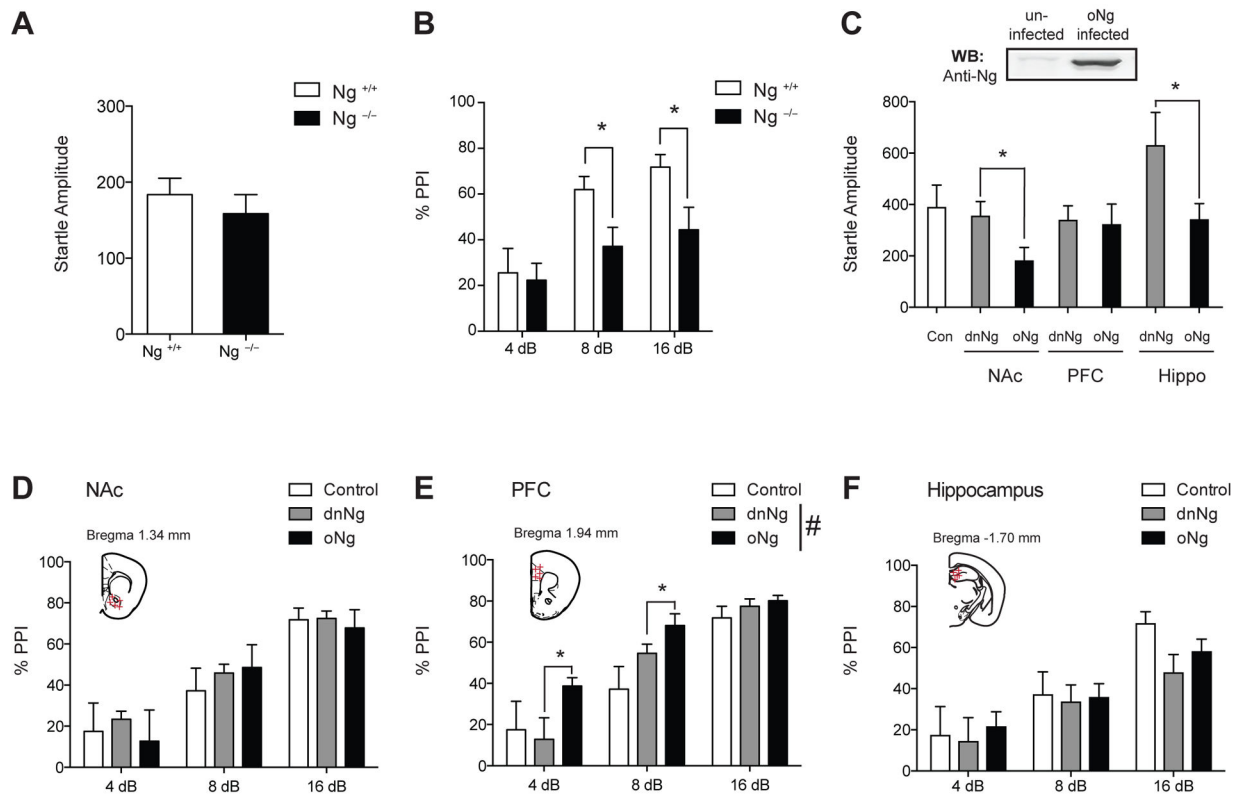 A
Ng +/+
Ng –/–
Startle Amplitude
300
200
100
0
Ng +/+
Ng –/–
B
Ng +/+
Ng –/–
% PPI
100
80
60
40
20
0
*
*
4 dB
8 dB
16 dB
C
un-
infected
oNg
infected
WB:
Anti-Ng
Startle Amplitude
800
600
400
200
0
*
*
Con
dnNg
oNg
dnNg
oNg
dnNg
oNg
NAc
PFC
Hippo
D
NAc
Control
dnNg
oNg
Bregma 1.34 mm
% PPI
100
80
60
40
20
0
4 dB
8 dB
16 dB
E
PFC
Control
dnNg
oNg
#
Bregma 1.94 mm
% PPI
100
80
60
40
20
0
*
*
4 dB
8 dB
16 dB
F
Hippocampus
Control
dnNg
oNg
Bregma -1.70 mm
% PPI
100
80
60
40
20
0
4 dB
8 dB
16 dB